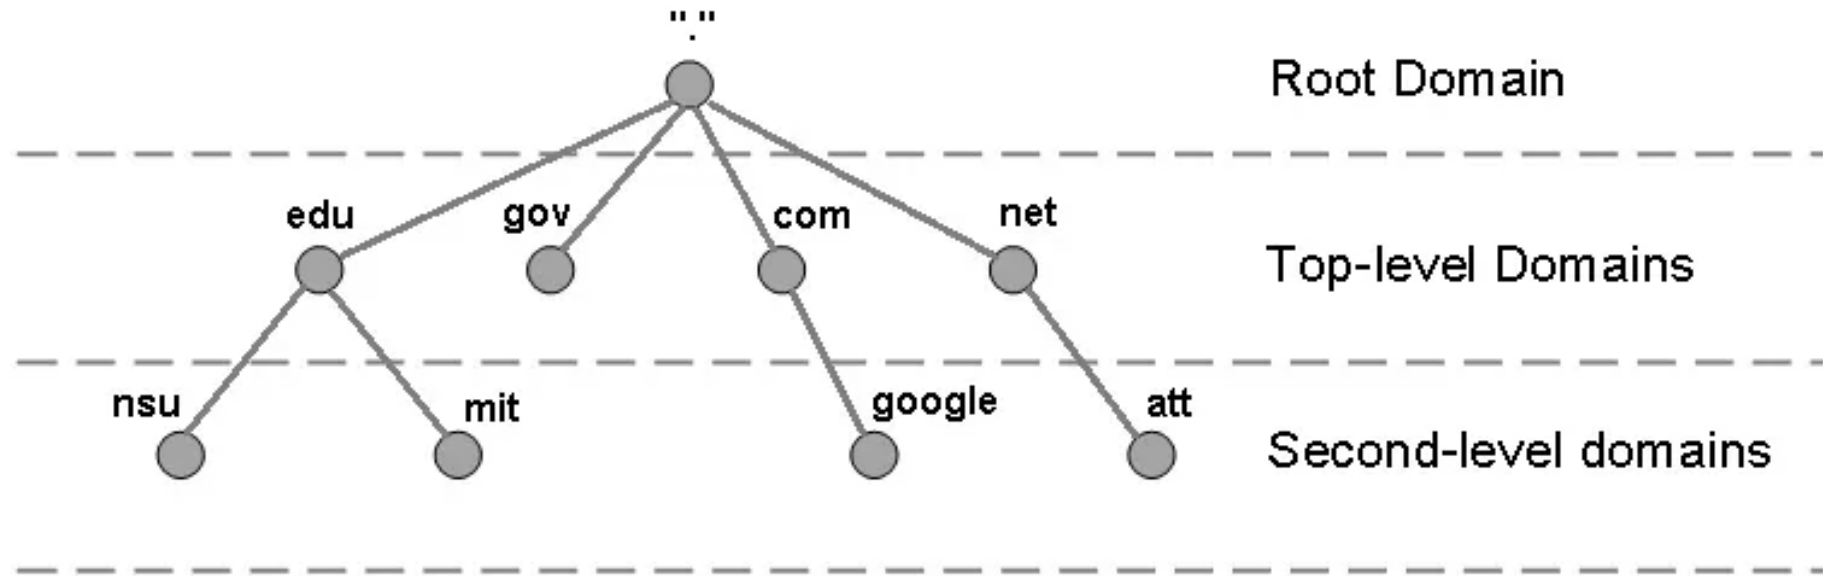 "."
Root Domain
edu gov com net
Top-level Domains
nsu mit google att
Second-level domains